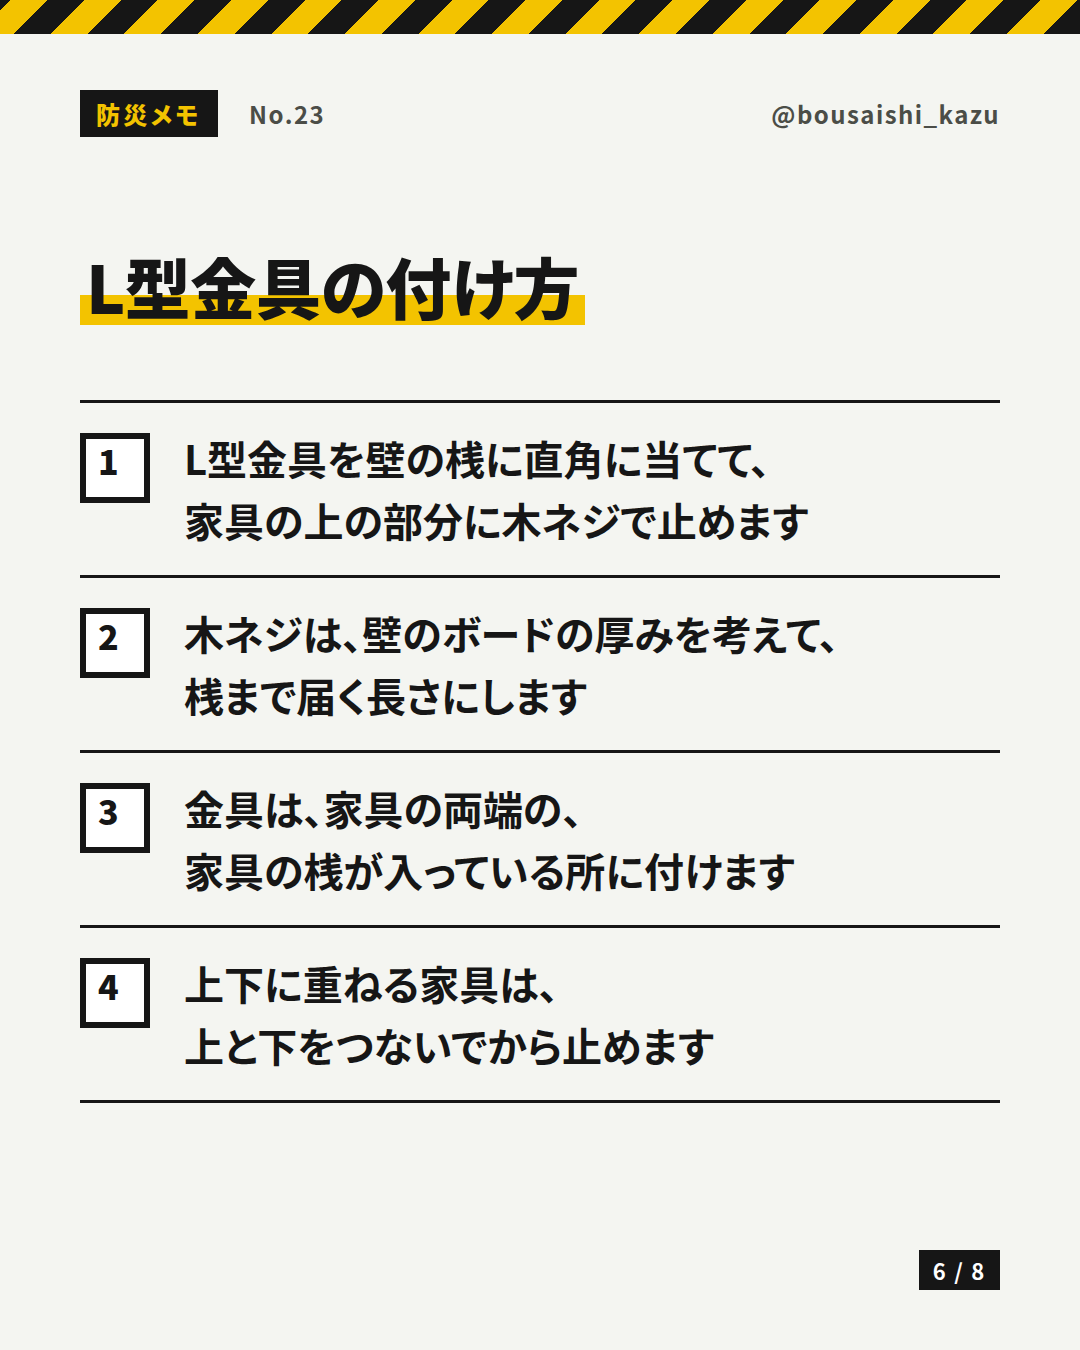 防災メモ No.23 @bousaishi_kazu
L型金具の付け方
1 L型金具を壁の桟に直角に当てて、
家具の上の部分に木ネジで止めます
2 木ネジは、壁のボードの厚みを考えて、
桟まで届く長さにします
3 金具は、家具の両端の、
家具の桟が入っている所に付けます
4 上下に重ねる家具は、
上と下をつないでから止めます
6 / 8